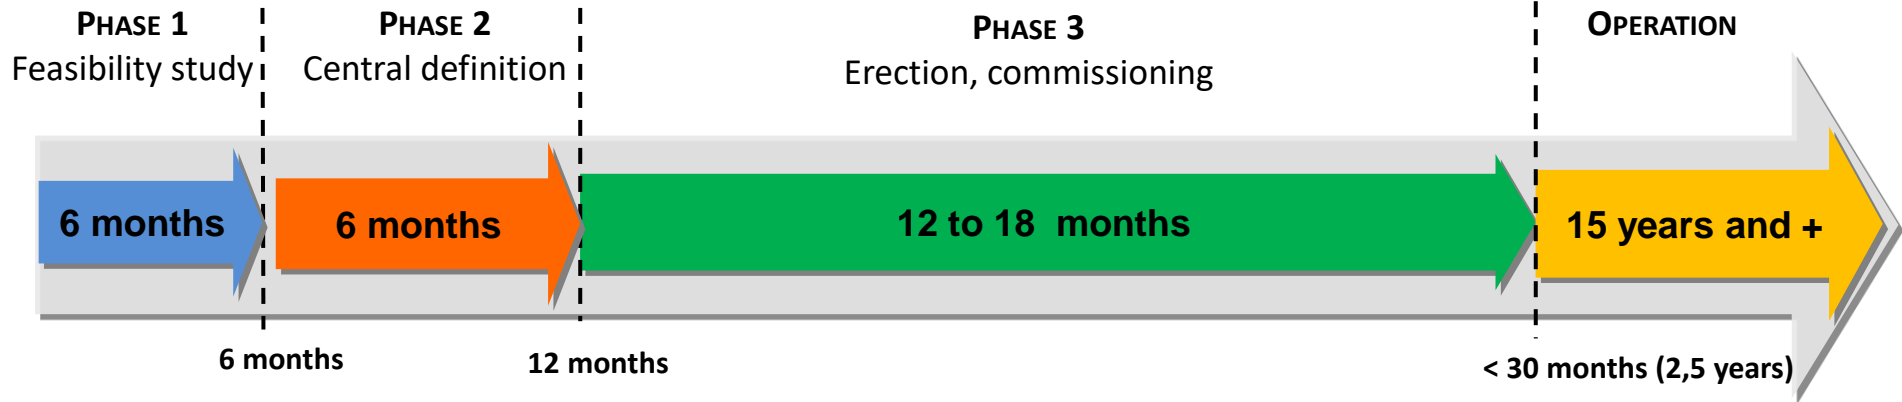 PHASE 1
Feasibility study
PHASE 2
Central definition
PHASE 3
Erection, commissioning
OPERATION
6 months
6 months
12 to 18 months
15 years and +
6 months
12 months
< 30 months (2,5 years)